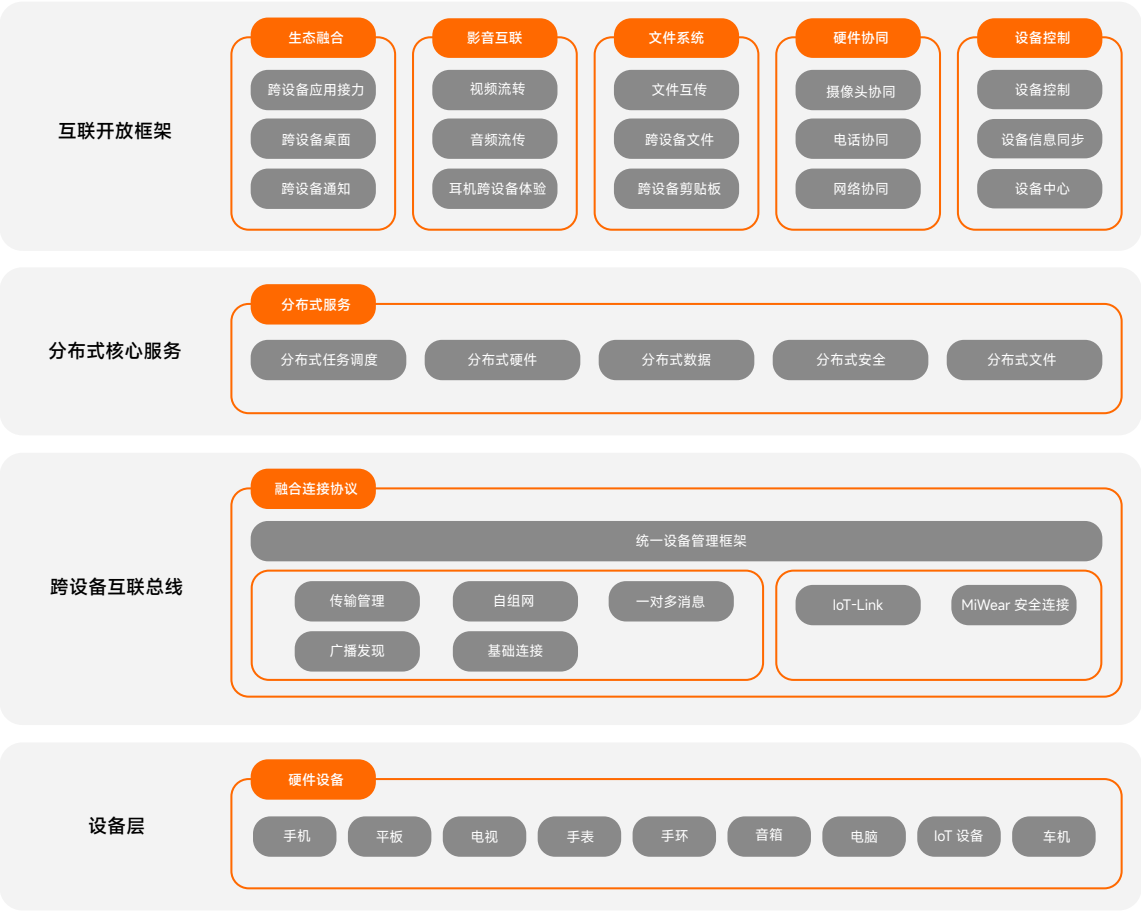 互联开放框架
生态融合
跨设备应用接力
跨设备桌面
跨设备通知
影音互联
视频流转
音频流传
耳机跨设备体验
文件系统
文件互传
跨设备文件
跨设备剪贴板
硬件协同
摄像头协同
电话协同
网络协同
设备控制
设备控制
设备信息同步
设备中心
分布式核心服务
分布式服务
分布式任务调度
分布式硬件
分布式数据
分布式安全
分布式文件
跨设备互联总线
融合连接协议
统一设备管理框架
传输管理
自组网
一对多消息
广播发现
基础连接
IoT-Link
MiWear 安全连接
设备层
硬件设备
手机
平板
电视
手表
手环
音箱
电脑
IoT 设备
车机